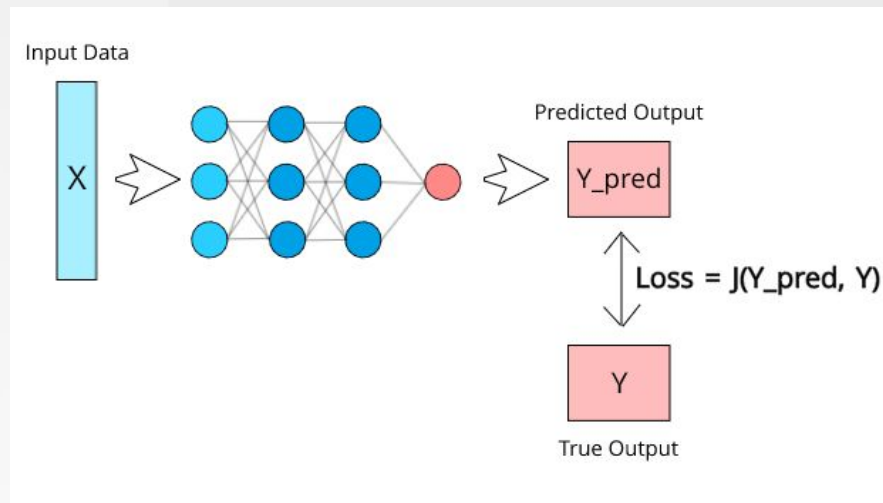 Input Data
X
Predicted Output
Y_pred
Loss = J(Y_pred, Y)
Y
True Output